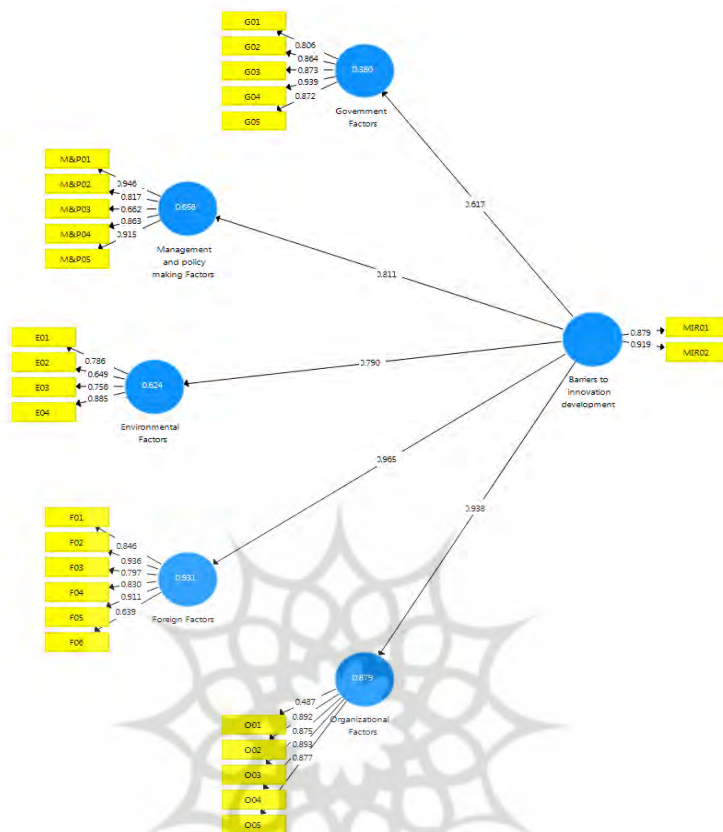 G01
G02
G03
G04
G05
0.806
0.864
0.873
0.939
0.872
0.380
Government
Factors
0.617
M&P01
M&P02
M&P03
M&P04
M&P05
0.946
0.817
0.662
0.863
0.915
0.658
Management
and policy
making Factors
0.811
E01
E02
E03
E04
0.786
0.649
0.756
0.885
0.624
Environmental
Factors
0.790
0.879
0.919
MIR01
MIR02
Barriers to
innovation
development
0.965
0.938
F01
F02
F03
F04
F05
F06
0.846
0.936
0.797
0.830
0.911
0.639
0.931
Foreign Factors
0.879
Organizational
Factors
0.487
0.892
0.875
0.893
0.877
O01
O02
O03
O04
O05